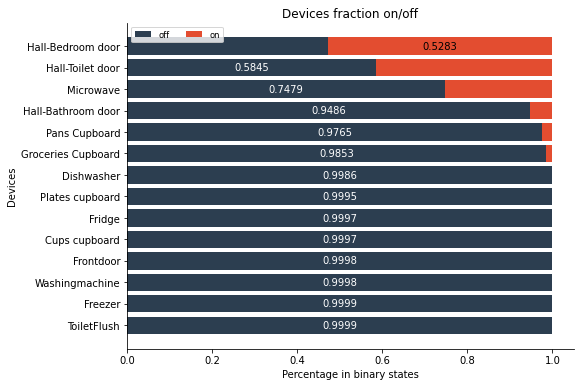 Devices fraction on/off
off on
Hall-Bedroom door 0.5283
Hall-Toilet door 0.5845
Microwave 0.7479
Hall-Bathroom door 0.9486
Pans Cupboard 0.9765
Groceries Cupboard 0.9853
Dishwasher 0.9986
Plates cupboard 0.9995
Fridge 0.9997
Cups cupboard 0.9997
Frontdoor 0.9998
Washingmachine 0.9998
Freezer 0.9999
ToiletFlush 0.9999
Devices
0.0 0.2 0.4 0.6 0.8 1.0
Percentage in binary states